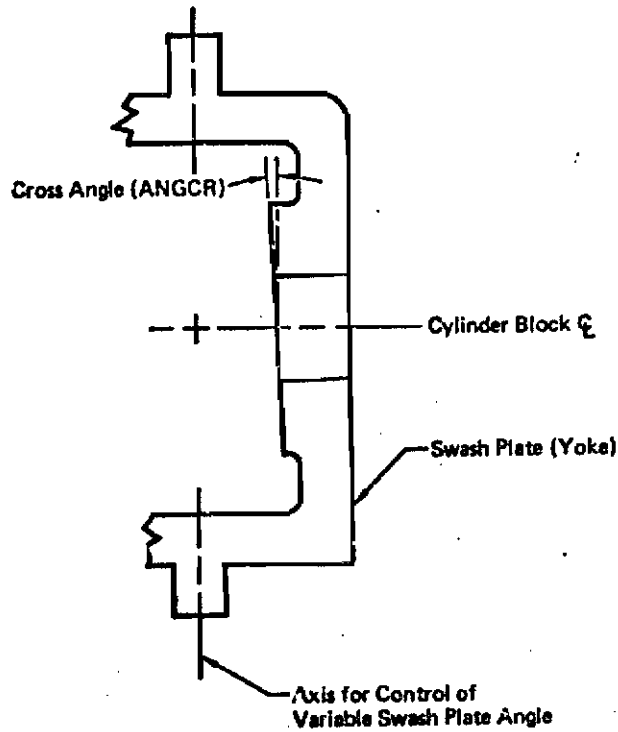 Cross Angle (ANGCR)
Cylinder Block ℄
Swash Plate (Yoke)
Axis for Control of
Variable Swash Plate Angle